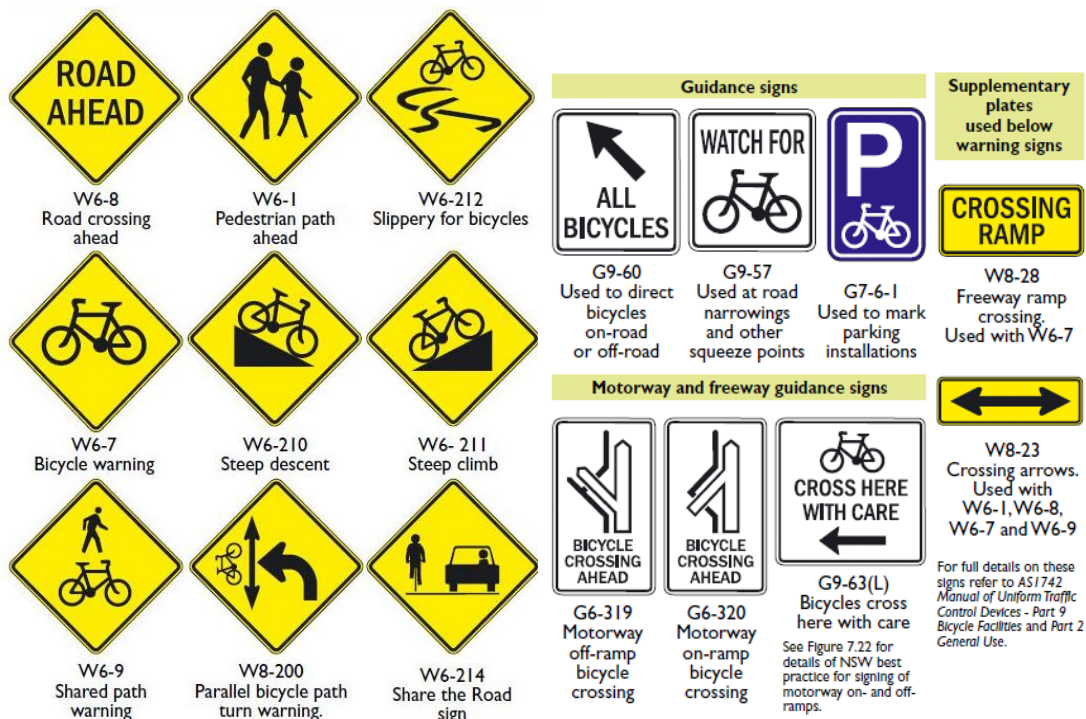 ROAD
AHEAD
W6-8
Road crossing
ahead
W6-1
Pedestrian path
ahead
W6-212
Slippery for bicycles
W6-7
Bicycle warning
W6-210
Steep descent
W6- 211
Steep climb
W6-9
Shared path
warning
W8-200
Parallel bicycle path
turn warning.
W6-214
Share the Road
sign
Guidance signs
ALL
BICYCLES
G9-60
Used to direct
bicycles
on-road
or off-road
WATCH FOR
G9-57
Used at road
narrowings
and other
squeeze points
P
G7-6-1
Used to mark
parking
installations
Motorway and freeway guidance signs
BICYCLE
CROSSING
AHEAD
G6-319
Motorway
off-ramp
bicycle
crossing
BICYCLE
CROSSING
AHEAD
G6-320
Motorway
on-ramp
bicycle
crossing
CROSS HERE
WITH CARE
G9-63(L)
Bicycles cross
here with care
See Figure 7.22 for
details of NSW best
practice for signing of
motorway on- and off-
ramps.
Supplementary
plates
used below
warning signs
CROSSING
RAMP
W8-28
Freeway ramp
crossing.
Used with W6-7
W8-23
Crossing arrows.
Used with
W6-1, W6-8,
W6-7 and W6-9
For full details on these
signs refer to AS1742
Manual of Uniform Traffic
Control Devices - Part 9
Bicycle Facilities and Part 2
General Use.